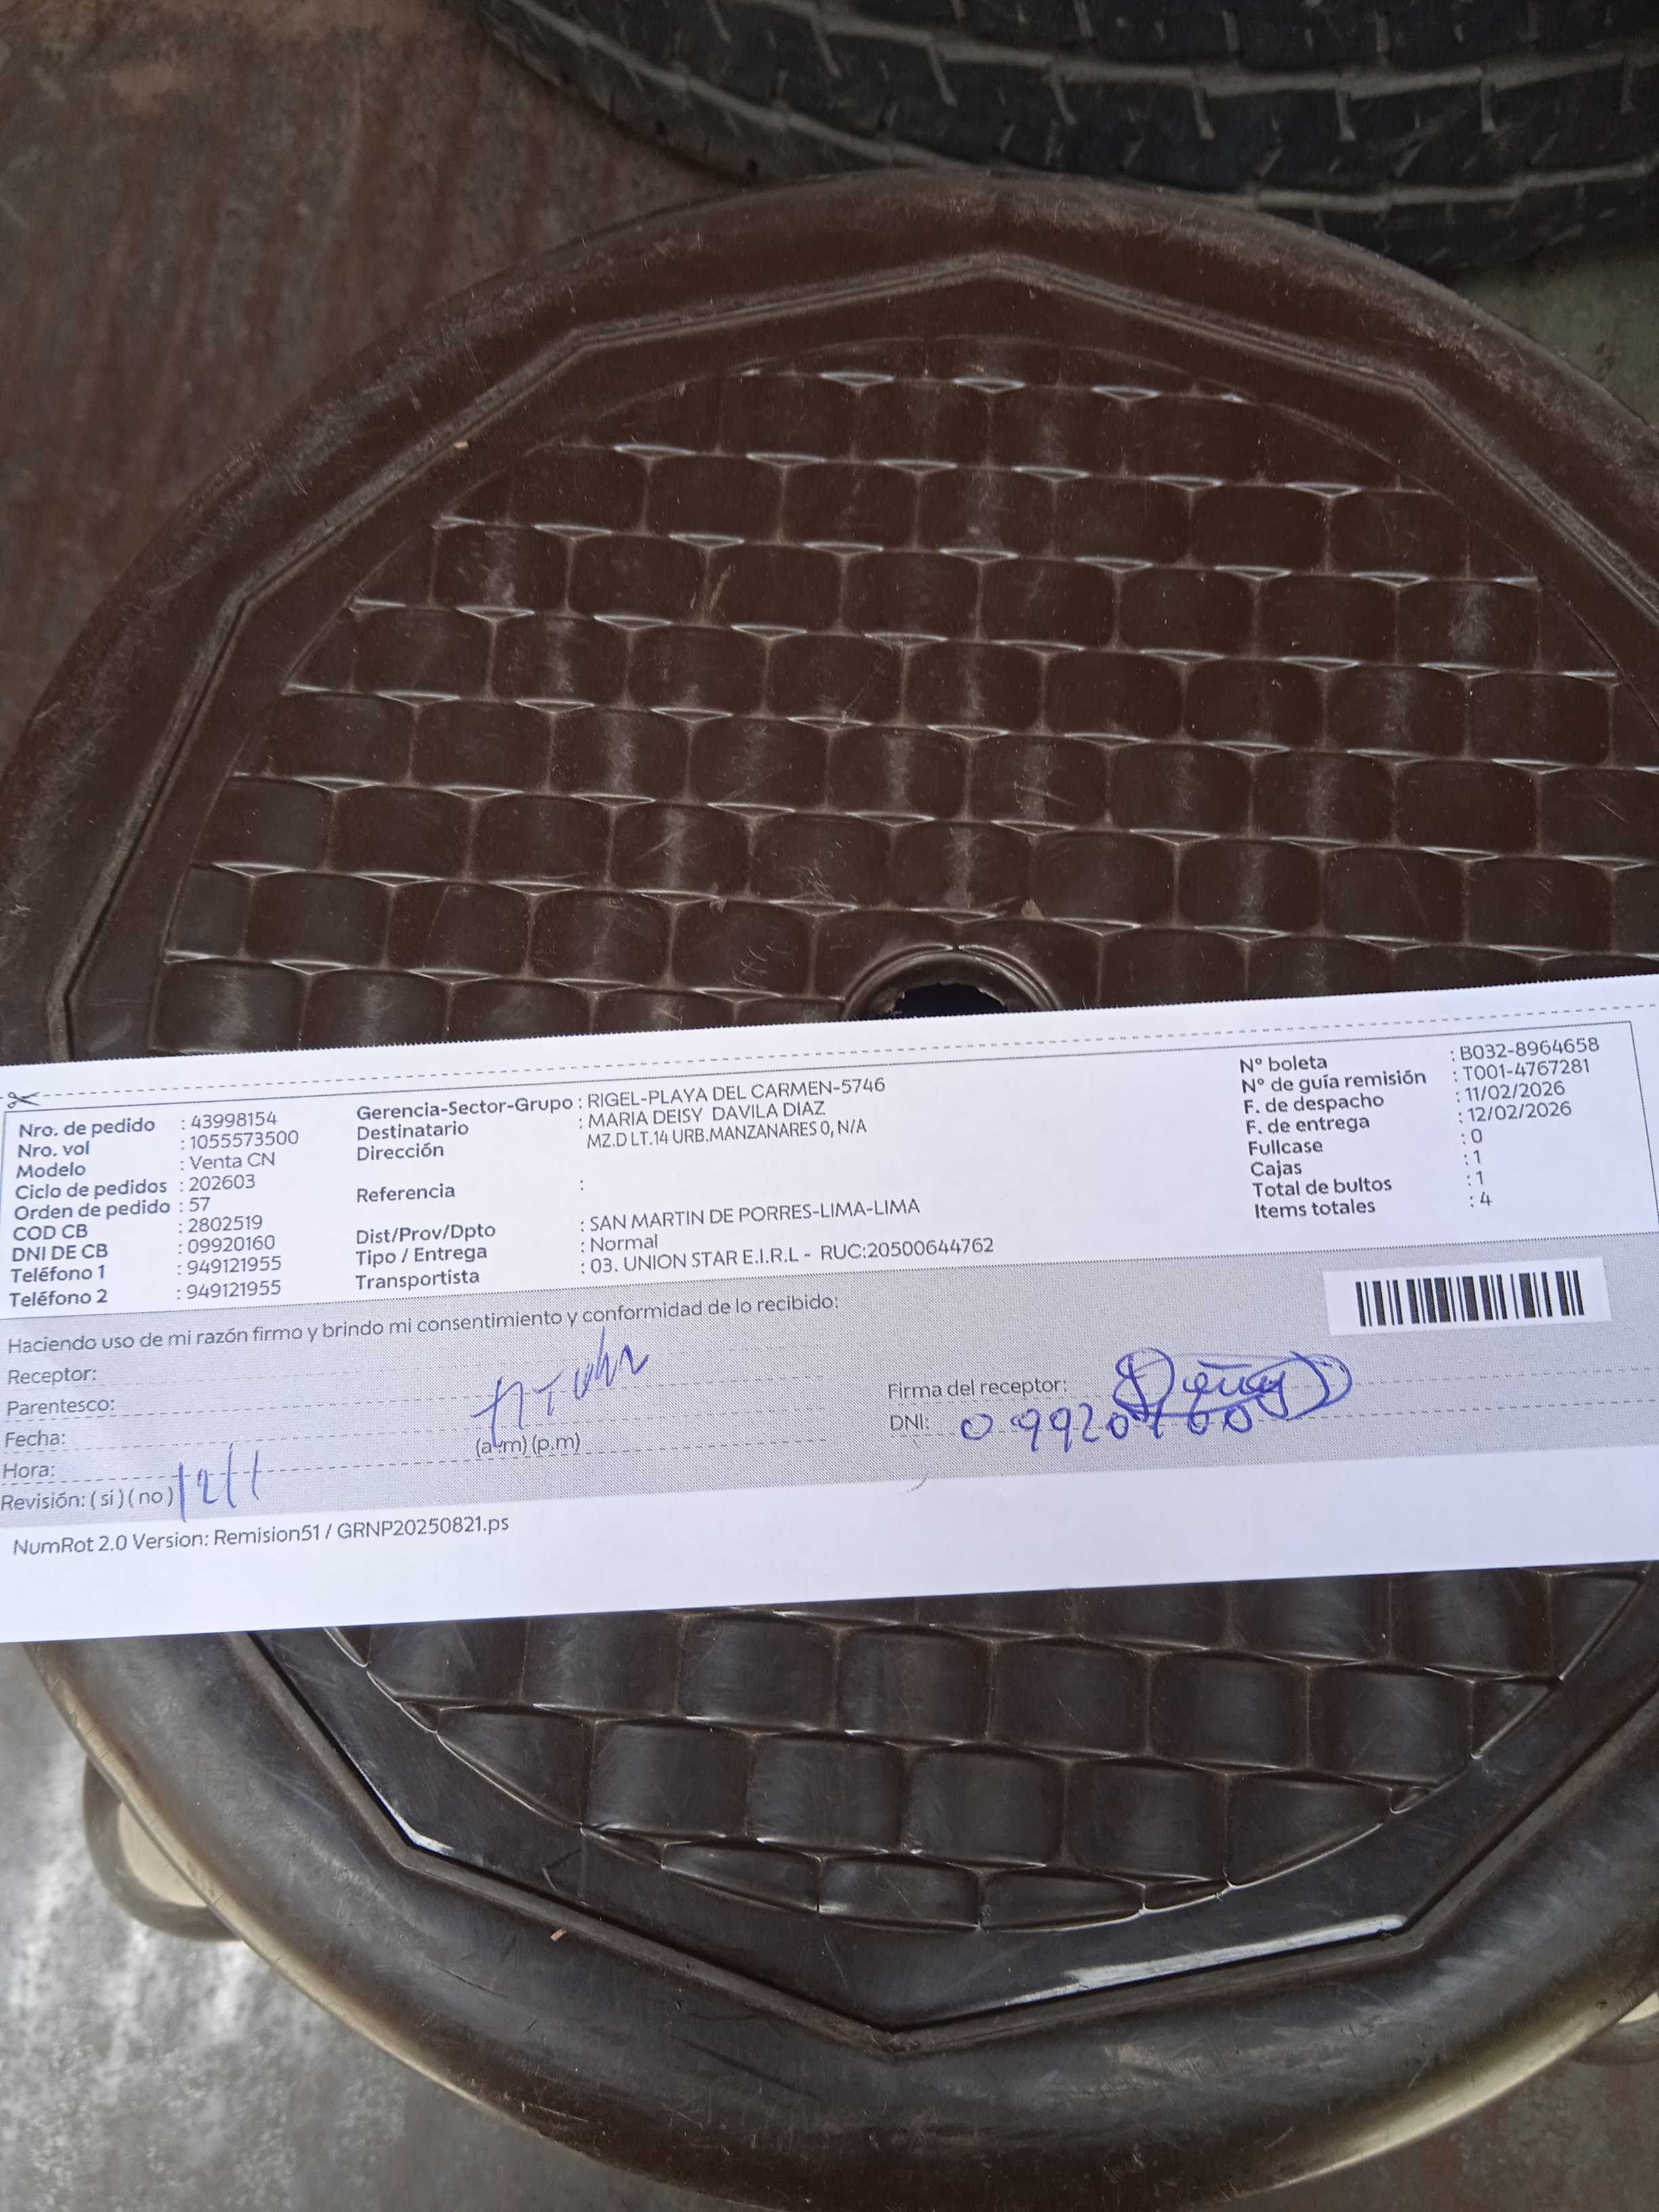 Nro. de pedido : 43998154
Nro. vol : 1055573500
Modelo : Venta CN
Ciclo de pedidos : 202603
Orden de pedido : 57
COD CB : 2802519
DNI DE CB : 09920160
Teléfono 1 : 949121955
Teléfono 2 : 949121955
Gerencia-Sector-Grupo : RIGEL-PLAYA DEL CARMEN-5746
Destinatario : MARIA DEISY DAVILA DIAZ
Dirección MZ.D LT.14 URB.MANZANARES 0, N/A
Referencia :
Dist/Prov/Dpto : SAN MARTIN DE PORRES-LIMA-LIMA
Tipo / Entrega : Normal
Transportista : 03. UNION STAR E.I.R.L - RUC:20500644762
N° boleta : B032-8964658
N° de guía remisión : T001-4767281
F. de despacho : 11/02/2026
F. de entrega : 12/02/2026
Fullcase : 0
Cajas : 1
Total de bultos : 1
Items totales : 4
Haciendo uso de mi razón firmo y brindo mi consentimiento y conformidad de lo recibido:
Receptor:
Parentesco:
Fecha:
Hora: (a.m) (p.m)
Revisión: ( si ) ( no )
Firma del receptor:
DNI: 09920160
NumRot 2.0 Version: Remision51 / GRNP20250821.ps